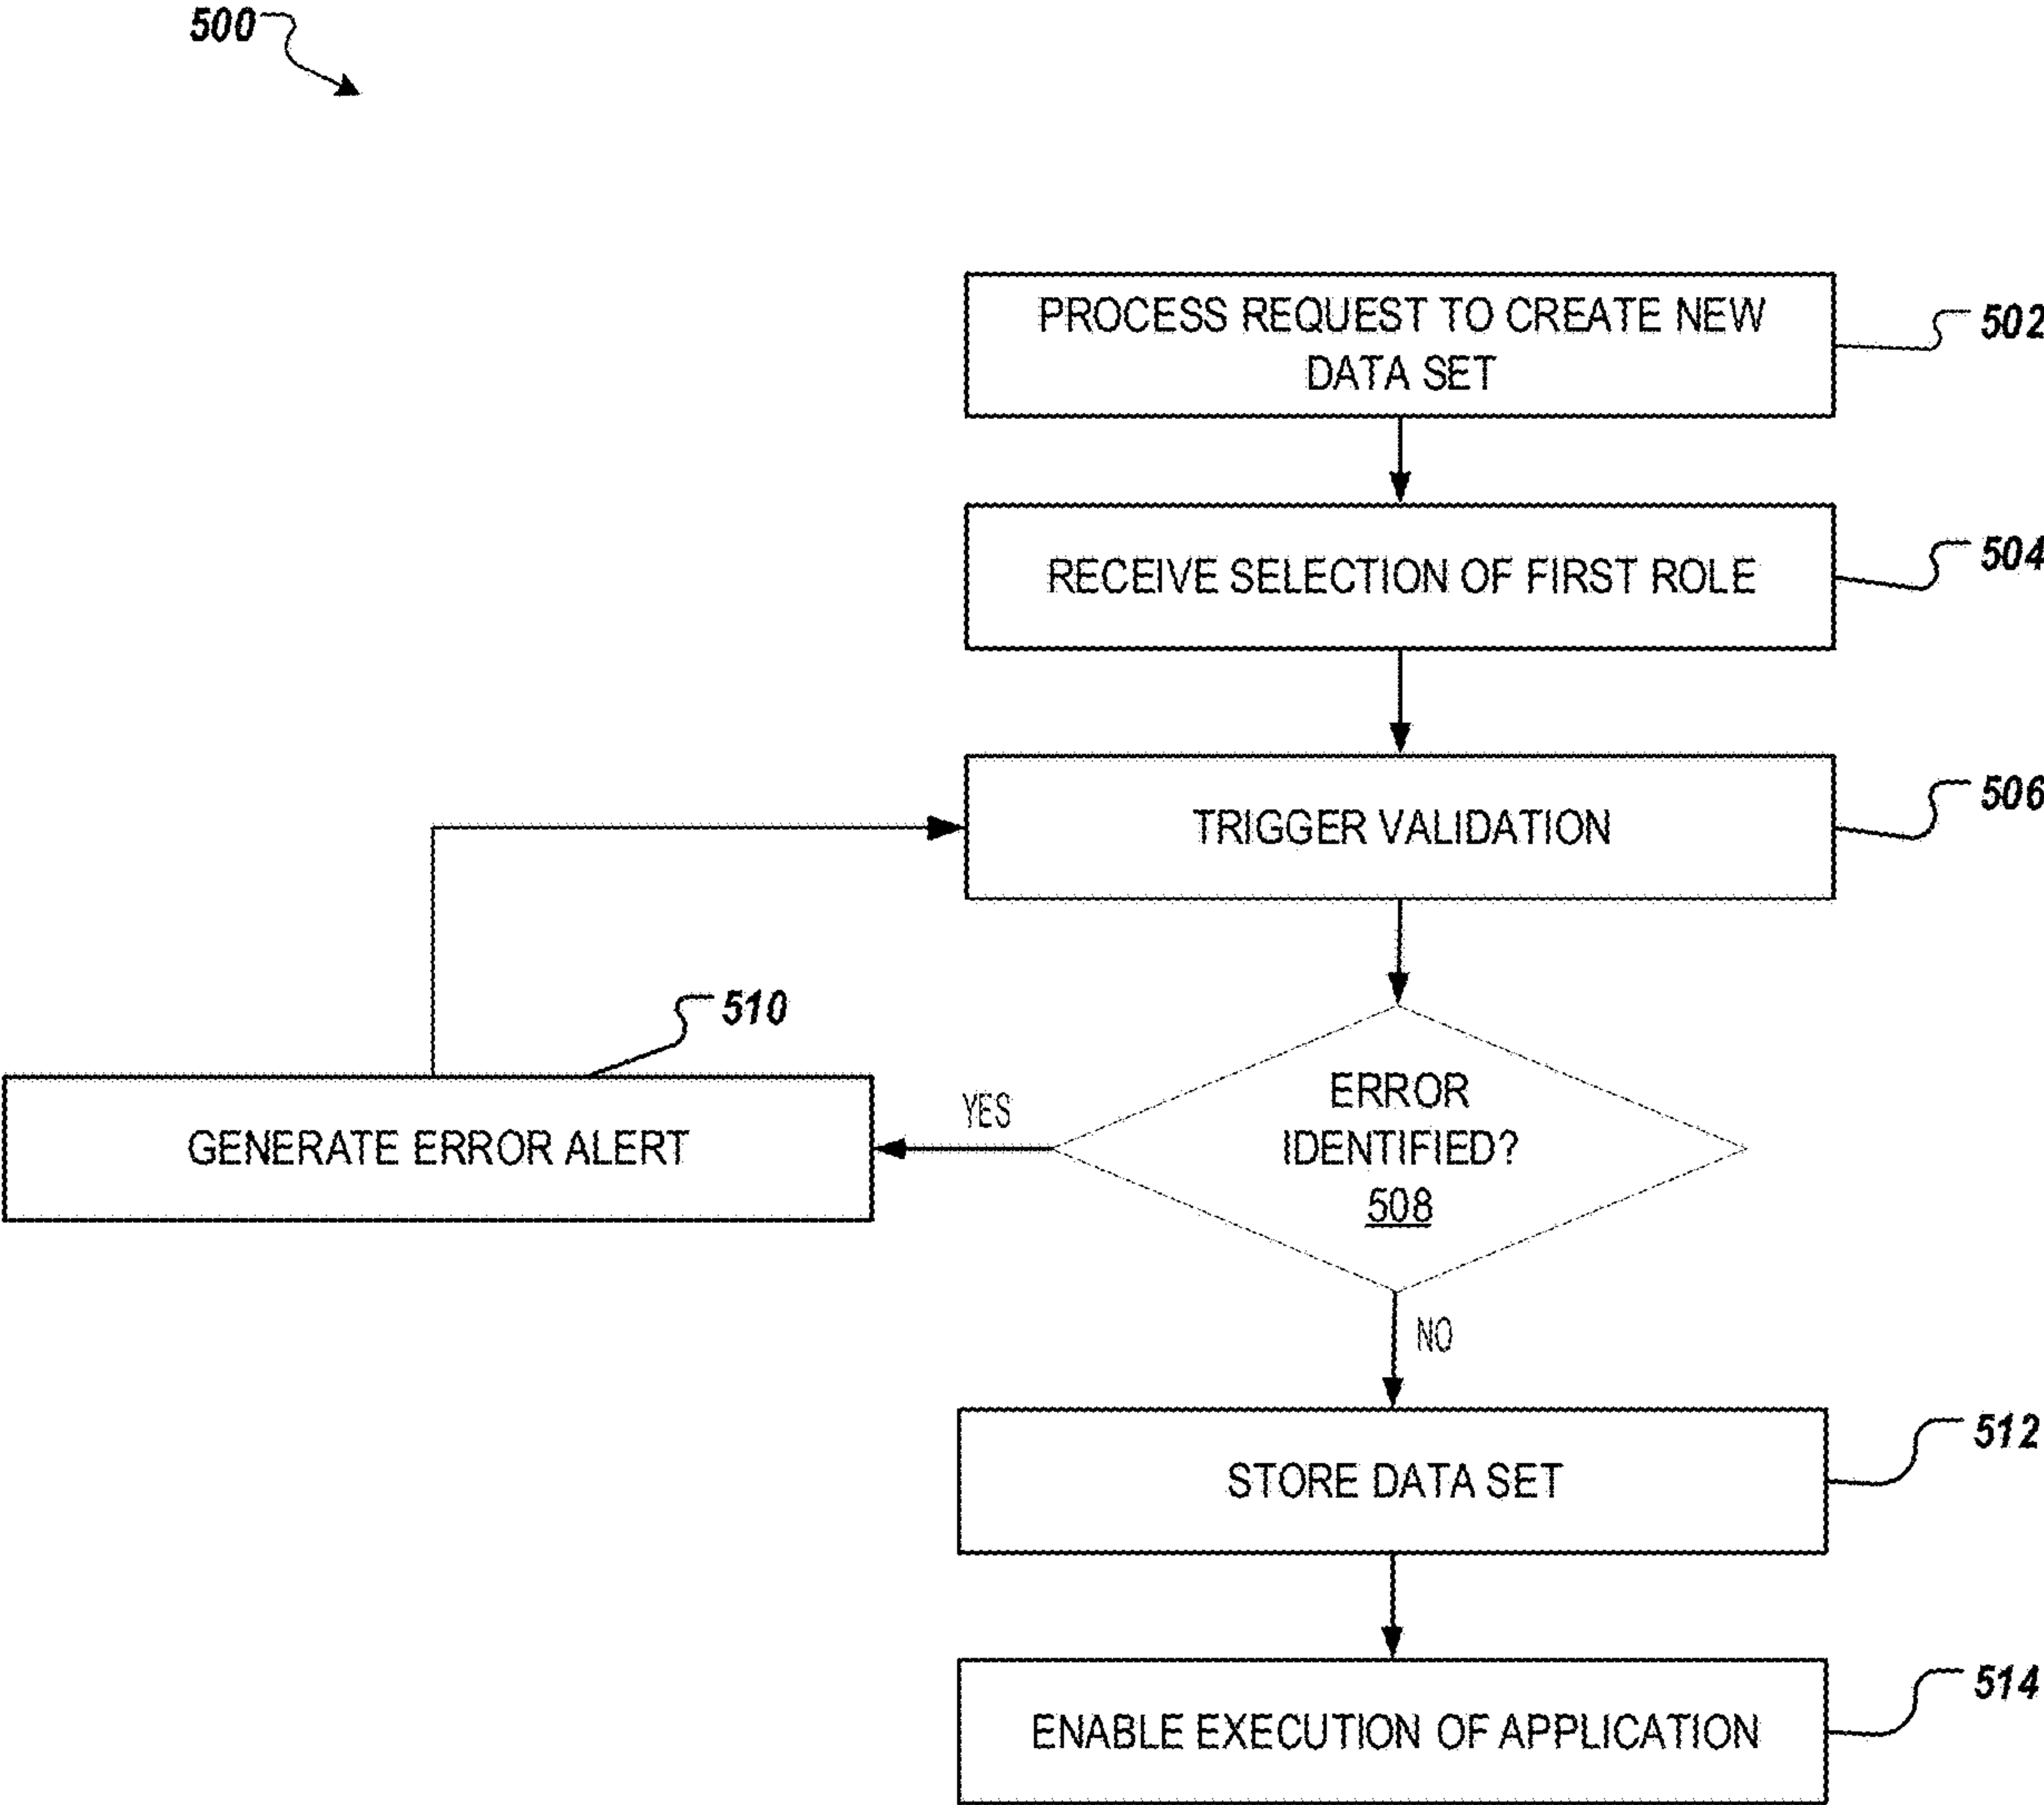 500
PROCESS REQUEST TO CREATE NEW
DATA SET
502
RECEIVE SELECTION OF FIRST ROLE
504
TRIGGER VALIDATION
506
510
GENERATE ERROR ALERT
YES
ERROR
IDENTIFIED?
508
NO
STORE DATA SET
512
ENABLE EXECUTION OF APPLICATION
514